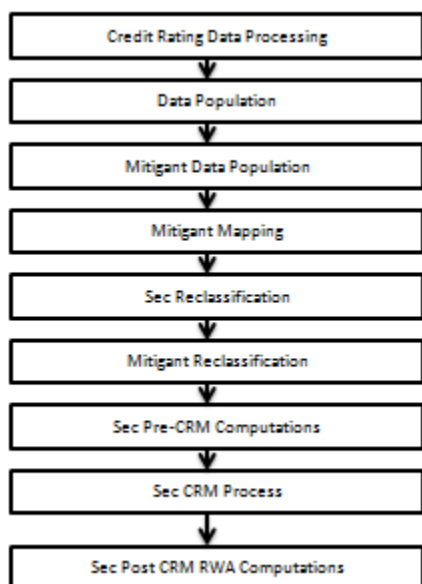 Credit Rating Data Processing
Data Population
Mitigant Data Population
Mitigant Mapping
Sec Reclassification
Mitigant Reclassification
Sec Pre-CRM Computations
Sec CRM Process
Sec Post CRM RWA Computations